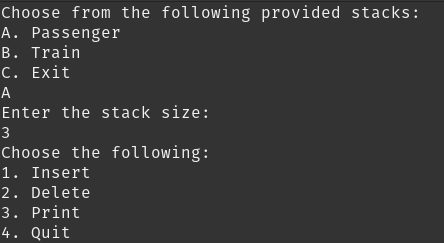 Choose from the following provided stacks:
A. Passenger
B. Train
C. Exit
A
Enter the stack size:
3
Choose the following:
1. Insert
2. Delete
3. Print
4. Quit